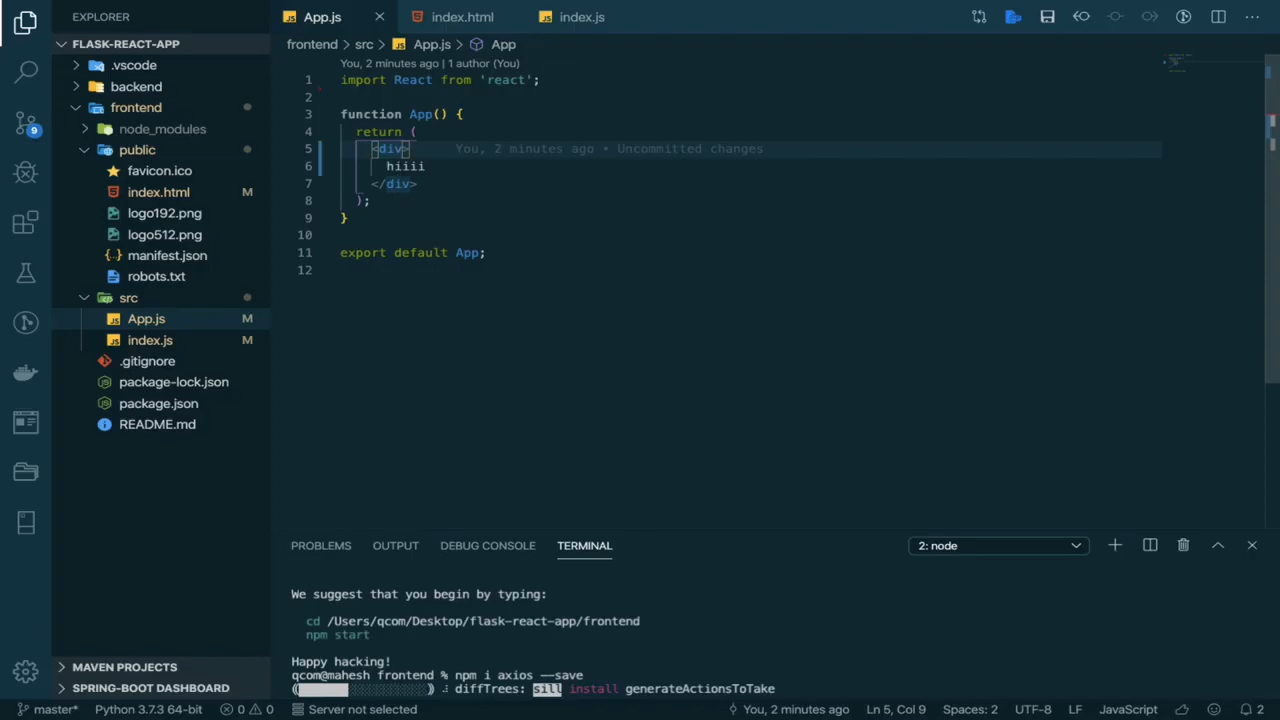 EXPLORER
App.js
index.html
index.js
FLASK-REACT-APP
.vscode
backend
frontend
node_modules
public
favicon.ico
index.html M
logo192.png
logo512.png
manifest.json
robots.txt
src
App.js M
index.js M
.gitignore
package-lock.json
package.json
README.md
MAVEN PROJECTS
SPRING-BOOT DASHBOARD
9
frontend > src > App.js > App
You, 2 minutes ago | 1 author (You)
1 import React from 'react';
2
3 function App() {
4 return (
5 <div> You, 2 minutes ago • Uncommitted changes
6 hiiii
7 </div>
8 );
9 }
10
11 export default App;
12
PROBLEMS OUTPUT DEBUG CONSOLE TERMINAL 2: node
We suggest that you begin by typing:
cd /Users/qcom/Desktop/flask-react-app/frontend
npm start
Happy hacking!
qcom@mahesh frontend % npm i axios --save
diffTrees: sill install generateActionsToTake
master* Python 3.7.3 64-bit 0 0 Server not selected You, 2 minutes ago Ln 5, Col 9 Spaces: 2 UTF-8 LF JavaScript 2